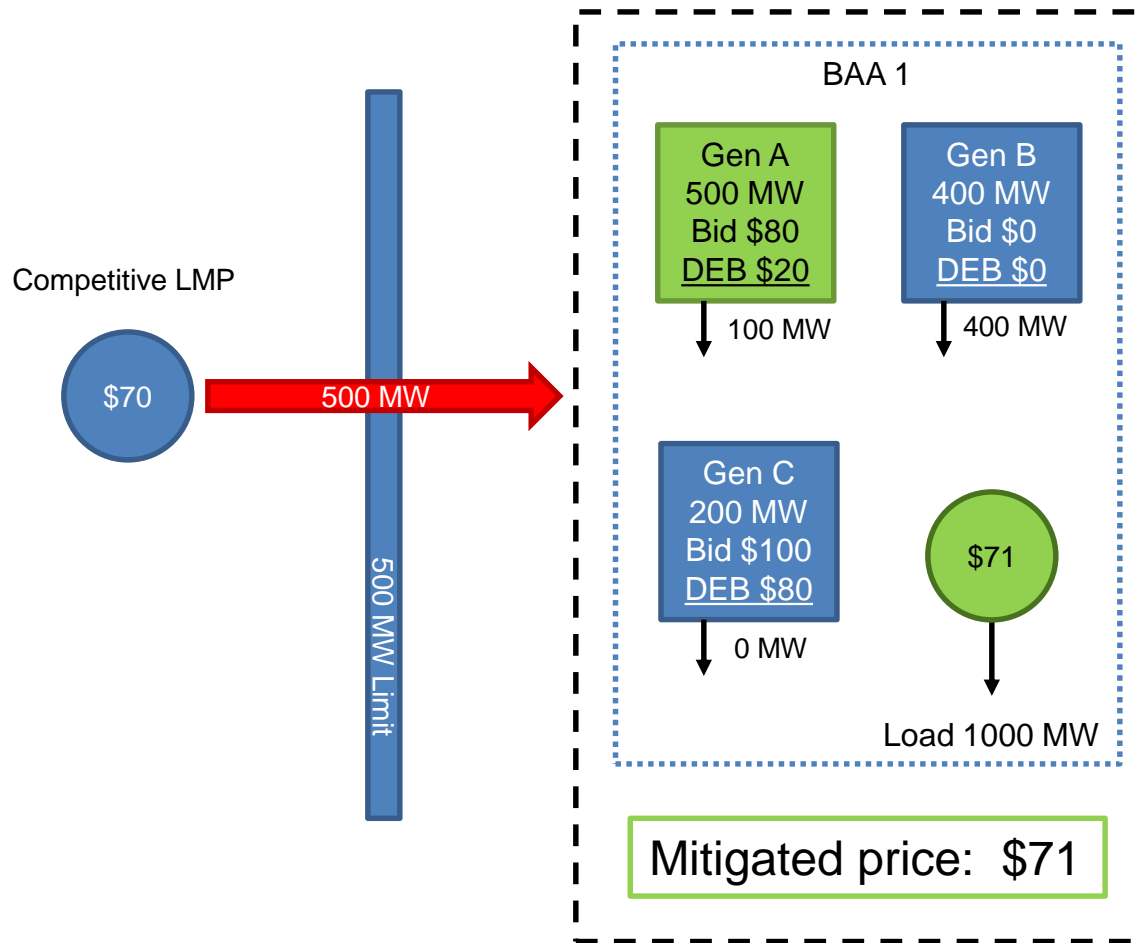 BAA 1
Gen A
500 MW
Bid $80
DEB $20
100 MW
Gen B
400 MW
Bid $0
DEB $0
400 MW
Competitive LMP
$70
500 MW
500 MW Limit
Gen C
200 MW
Bid $100
DEB $80
0 MW
$71
Load 1000 MW
Mitigated price: $71